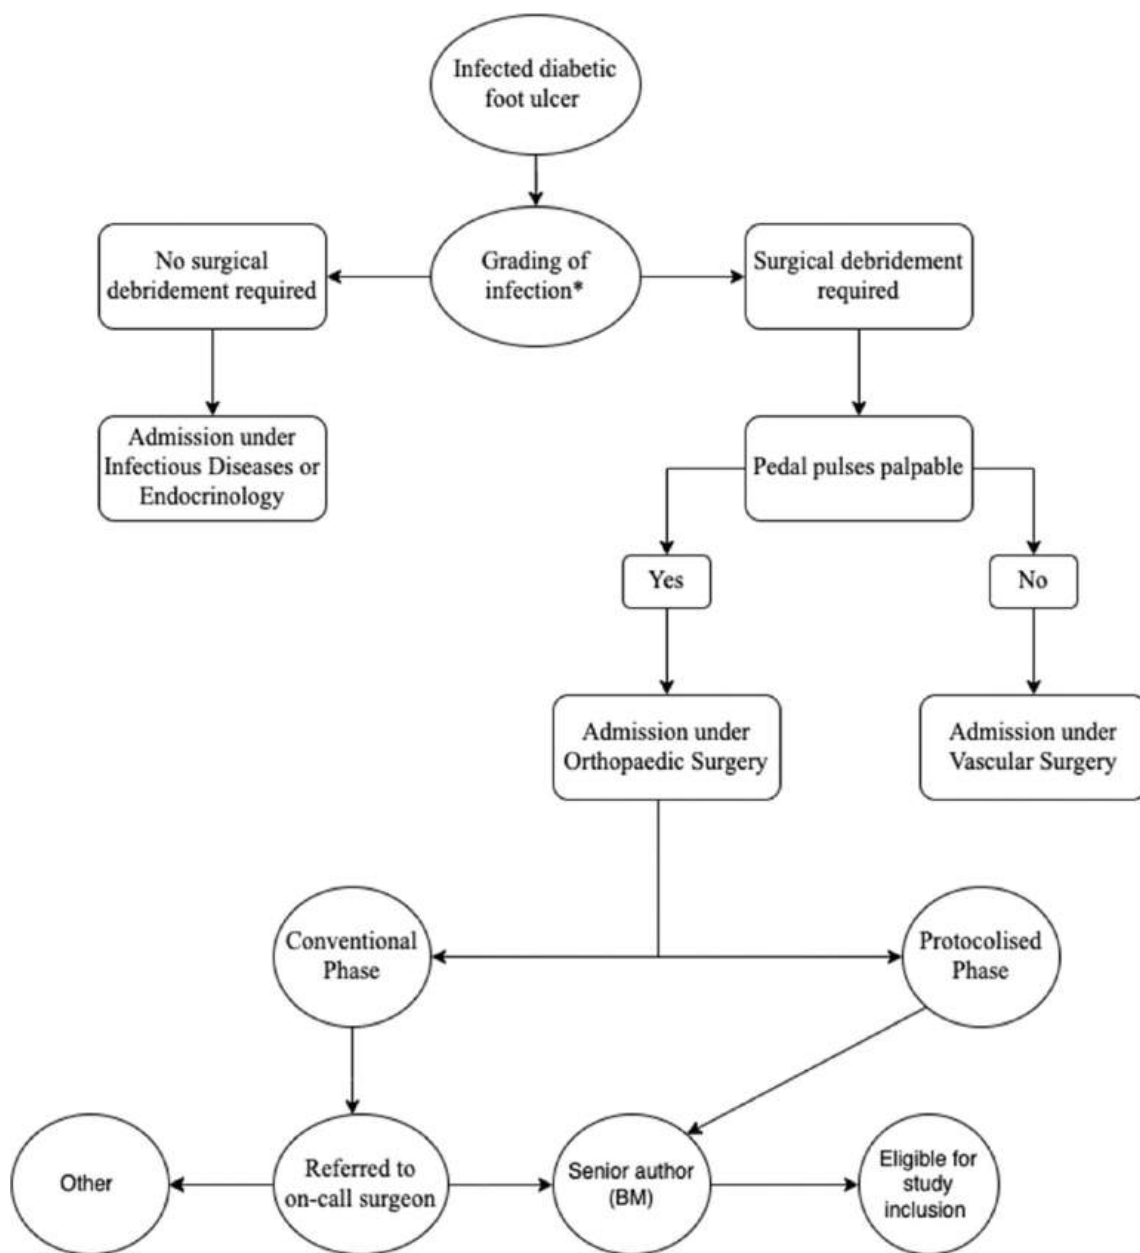 Infected diabetic
foot ulcer
No surgical
debridement required
Grading of
infection*
Surgical debridement
required
Admission under
Infectious Diseases or
Endocrinology
Pedal pulses palpable
Yes
No
Admission under
Orthopaedic Surgery
Admission under
Vascular Surgery
Conventional
Phase
Protocolised
Phase
Other
Referred to
on-call surgeon
Senior author
(BM)
Eligible for
study
inclusion